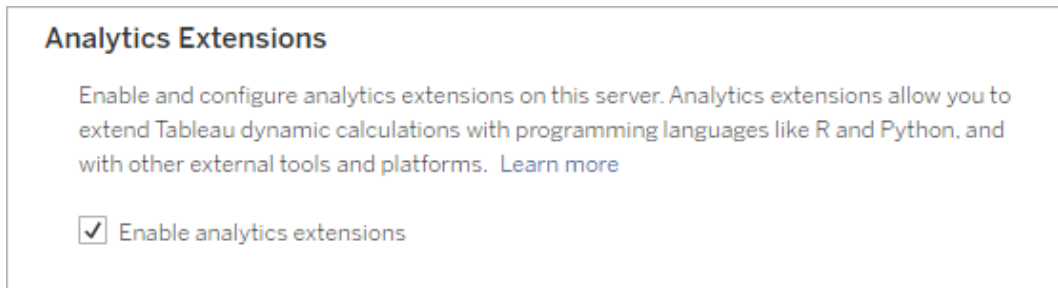 Analytics Extensions
Enable and configure analytics extensions on this server. Analytics extensions allow you to
extend Tableau dynamic calculations with programming languages like R and Python, and
with other external tools and platforms. Learn more
Enable analytics extensions